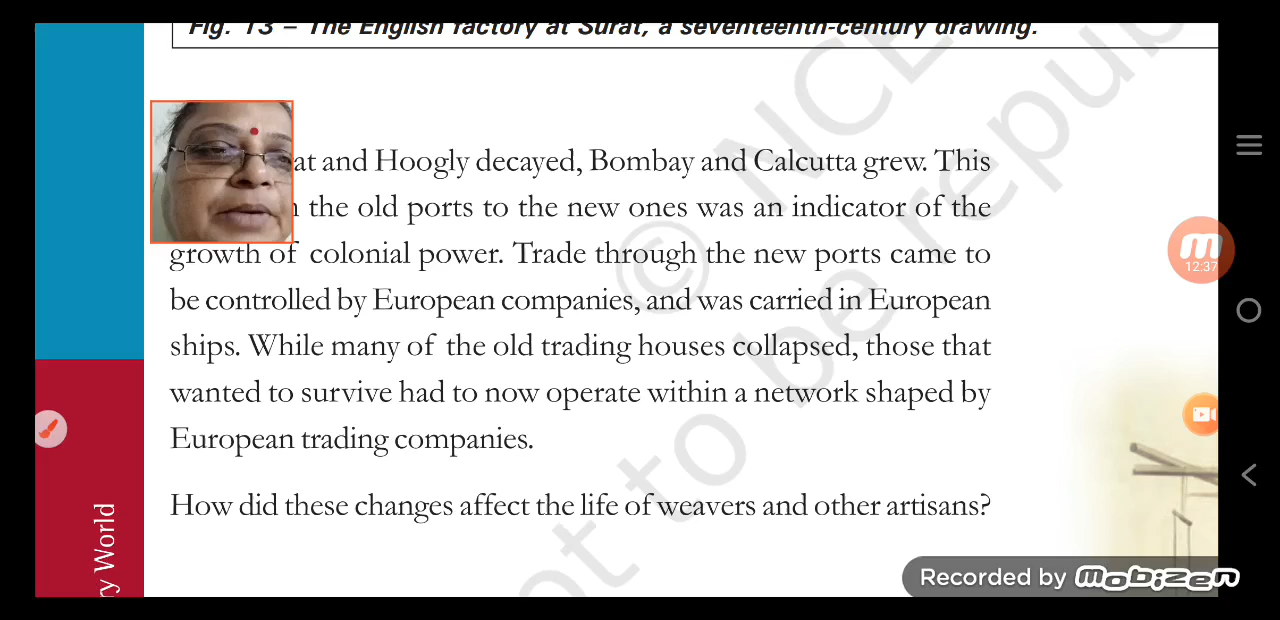 Fig. 13 – The English factory at Surat, a seventeenth-century drawing.
at and Hoogly decayed, Bombay and Calcutta grew. This
the old ports to the new ones was an indicator of the
growth of colonial power. Trade through the new ports came to
be controlled by European companies, and was carried in European
ships. While many of the old trading houses collapsed, those that
wanted to survive had to now operate within a network shaped by
European trading companies.
How did these changes affect the life of weavers and other artisans?
ry World
© NCE
not to be repub
12:37
Recorded by Mobizen